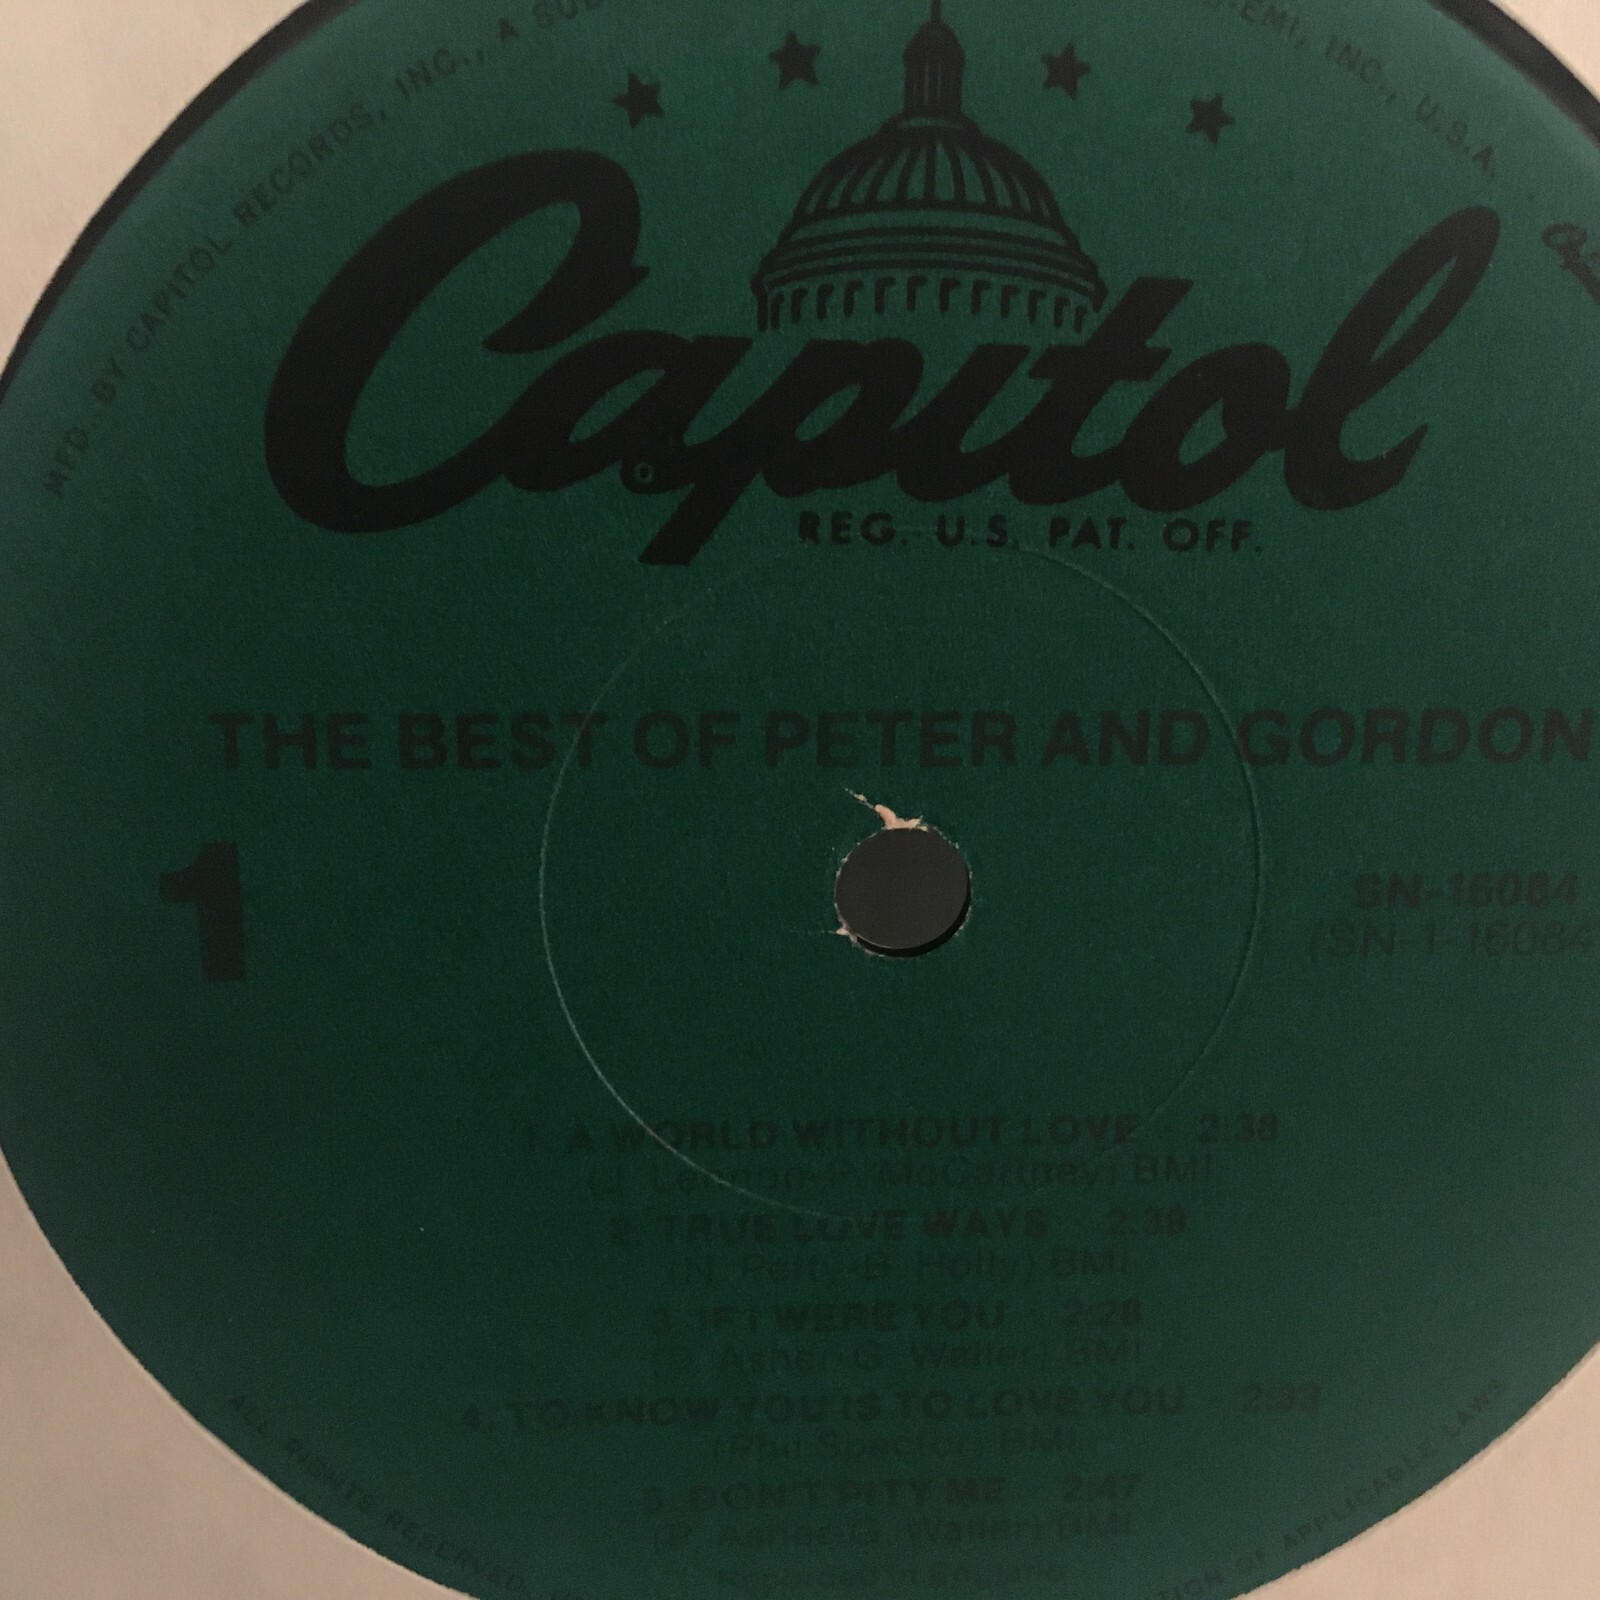 MFD. BY CAPITOL RECORDS, INC., A SUB
-EMI, INC., U.S.A.
Capitol
REG. U.S. PAT. OFF.
THE BEST OF PETER AND GORDON
1
SN-16084
(SN-1-16084
1. A WORLD WITHOUT LOVE · 2:38
(J. Lennon-P. McCartney) BMI
2. TRUE LOVE WAYS · 2:39
(N. Petty-B. Holly) BMI
3. IF I WERE YOU · 2:28
(P. Asher-G. Waller) BMI
4. TO KNOW YOU IS TO LOVE YOU · 2:33
(Phil Spector) BMI
5. DON'T PITY ME · 2:47
(P. Asher-G. Waller) BMI
Recorded in England
ALL RIGHTS RESERVED.
TION OF APPLICABLE LAWS